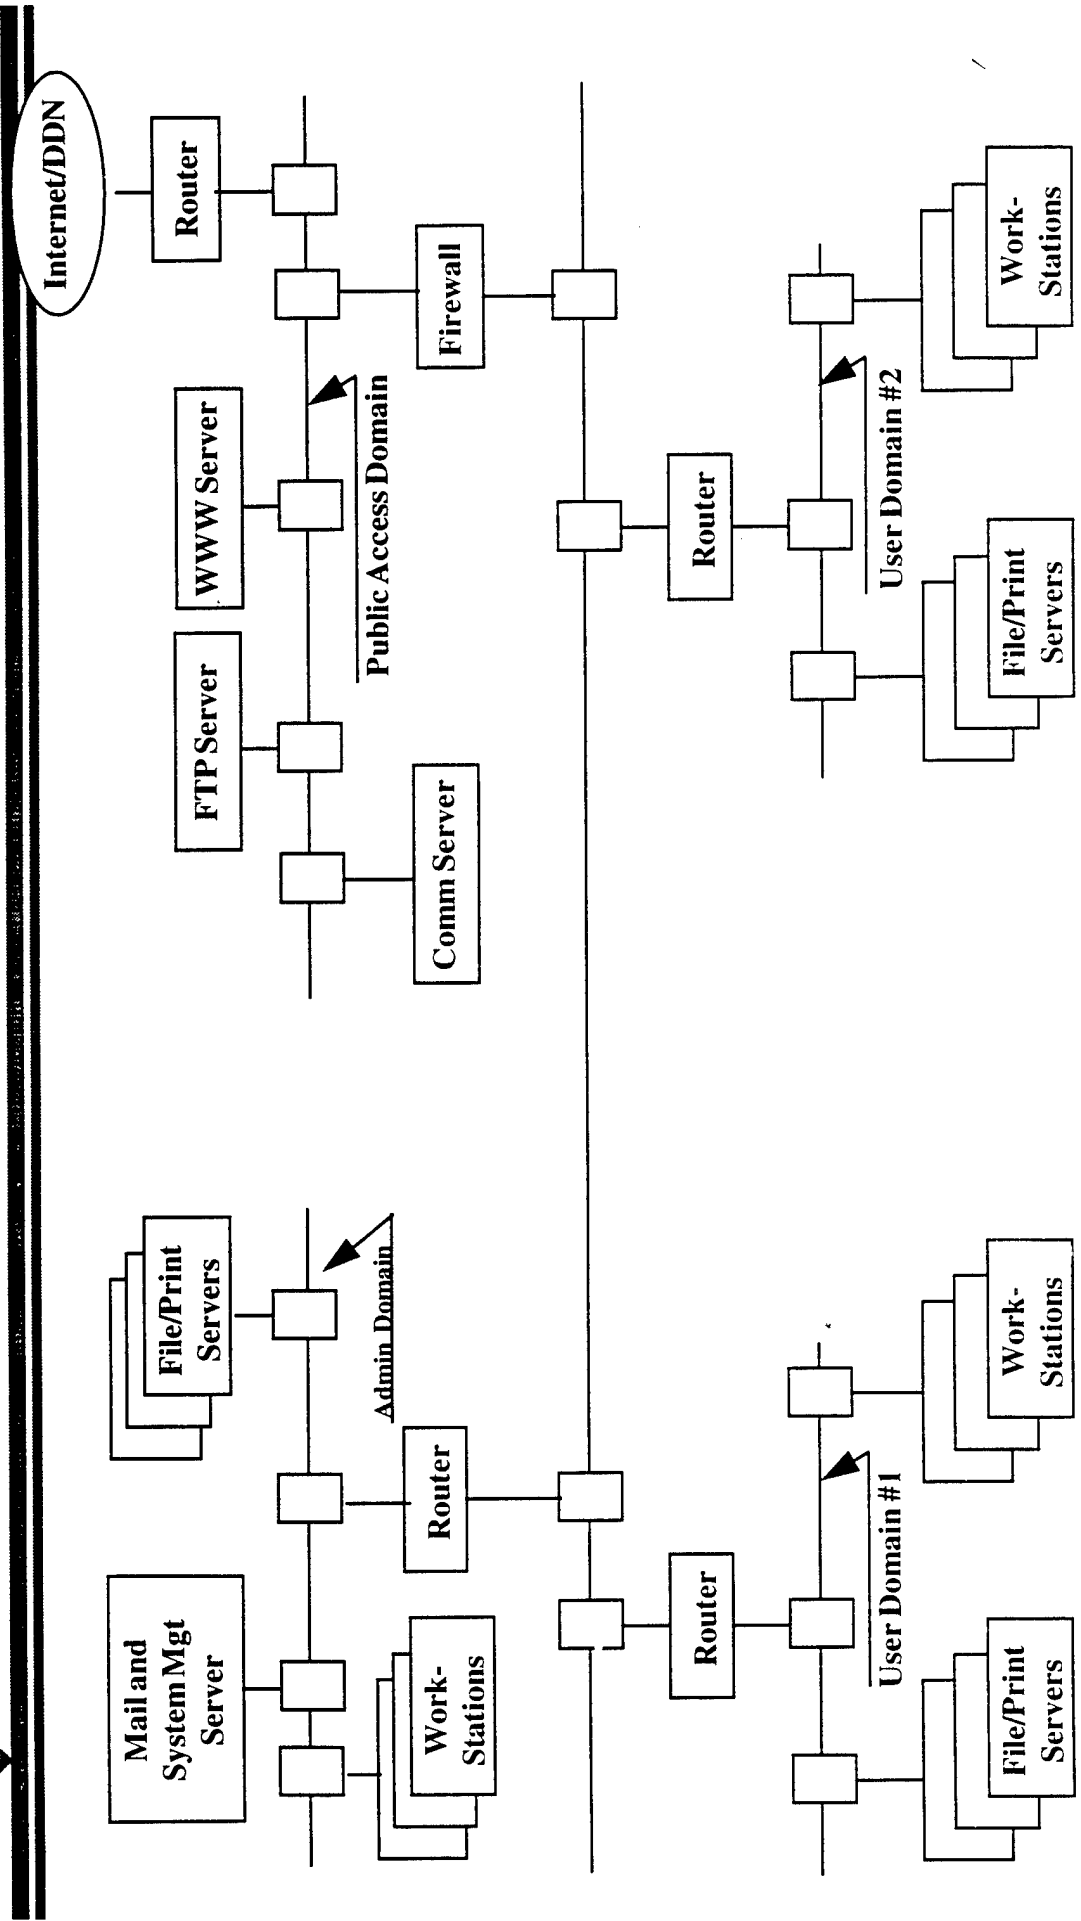 Internet/DDN
Router
Mail and
System Mgt
Server
File/Print
Servers
FTP Server
WWW Server
Admin Domain
Public Access Domain
Work-
Stations
Router
Comm Server
Firewall
Router
Router
User Domain #1
User Domain #2
File/Print
Servers
Work-
Stations
File/Print
Servers
Work-
Stations